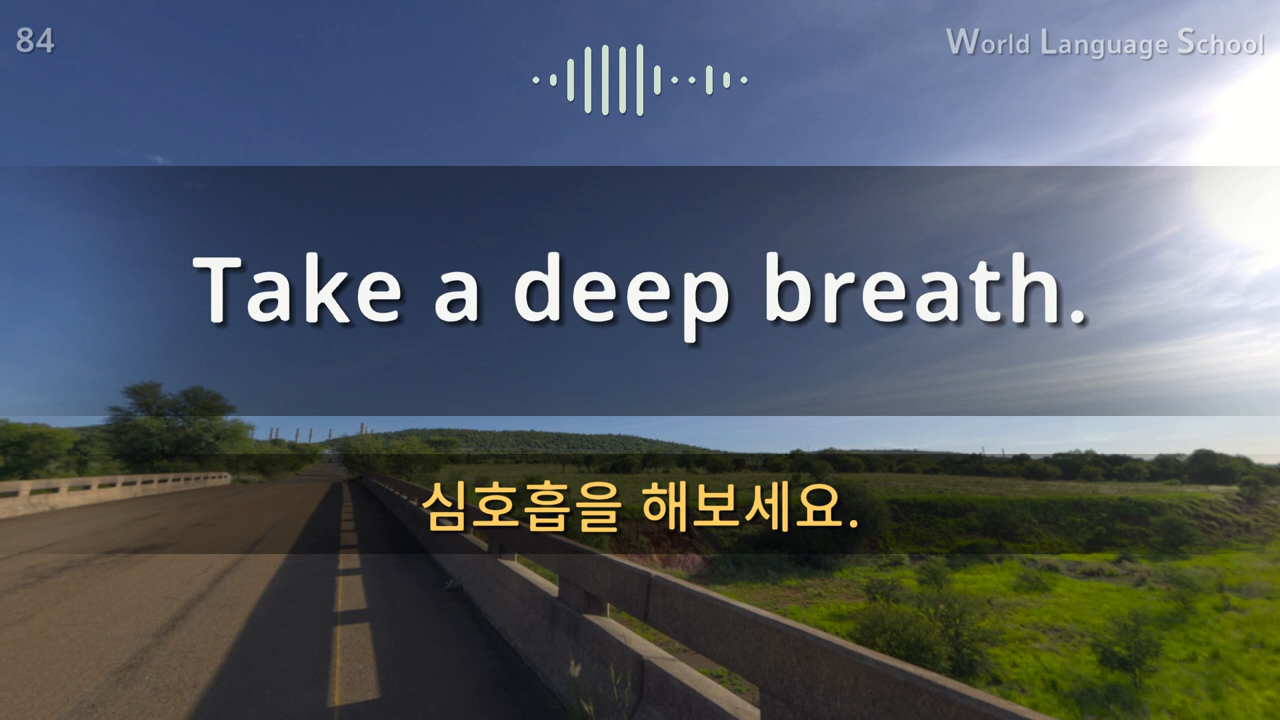 84
World Language School
Take a deep breath.
심호흡을 해보세요.